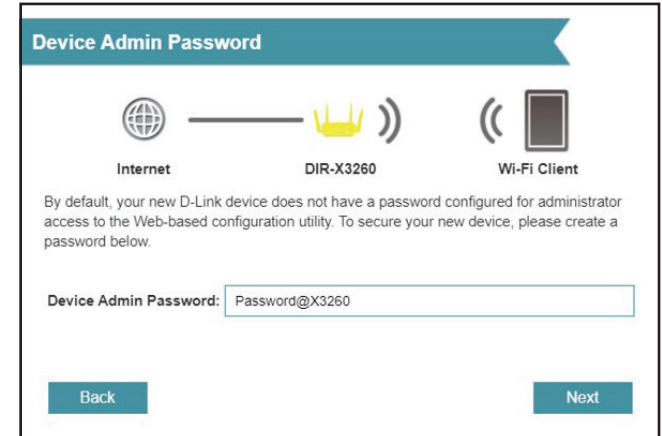 Device Admin Password
Internet DIR-X3260 Wi-Fi Client
By default, your new D-Link device does not have a password configured for administrator
access to the Web-based configuration utility. To secure your new device, please create a
password below.
Device Admin Password: Password@X3260
Back Next